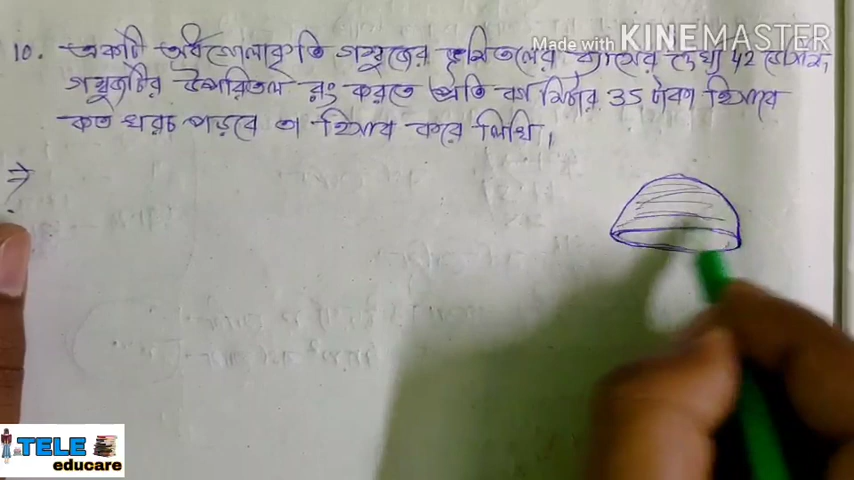 Made with KINEMASTER
10. একটি অর্ধগোলাকৃতি গম্বুজের ভূমিতলের ব্যাসের দৈর্ঘ্য 42 ডেসিমি,
গম্বুজটির উপরিতল রং করতে প্রতি বর্গ মিটার 35 টাকা হিসাবে
কত খরচ পড়বে তা হিসাব করে লিখি।
⇒
TELE
educare